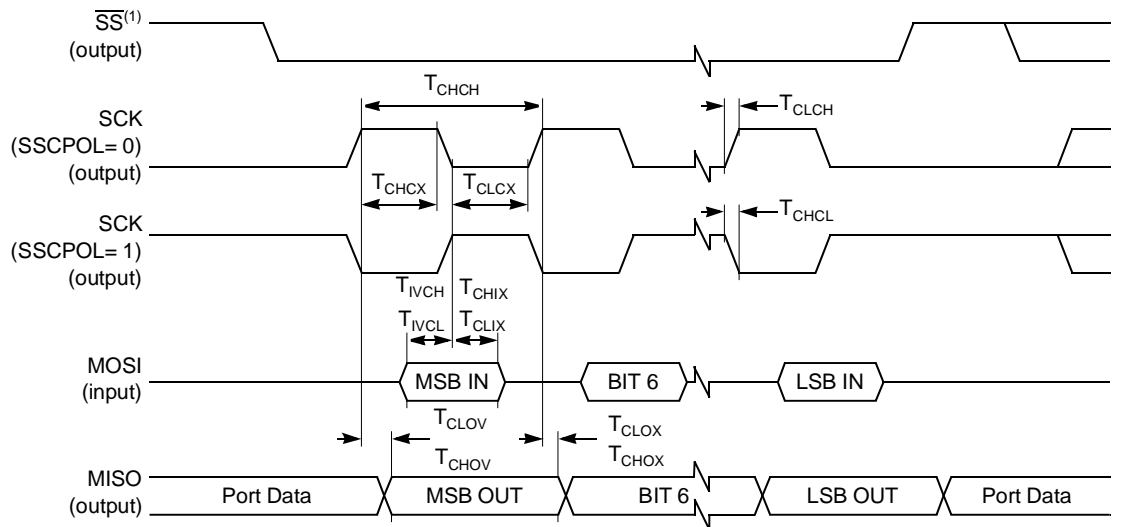 SS(1)
(output)
TCHCH
TCLCH
SCK
(SSCPOL= 0)
(output)
TCHCX
TCLCX
TCHCL
SCK
(SSCPOL= 1)
(output)
TIVCH
TCHIX
TIVCL
TCLIX
MOSI
(input)
MSB IN
BIT 6
LSB IN
TCLOV
TCLOX
TCHOV
TCHOX
MISO
(output)
Port Data
MSB OUT
BIT 6
LSB OUT
Port Data